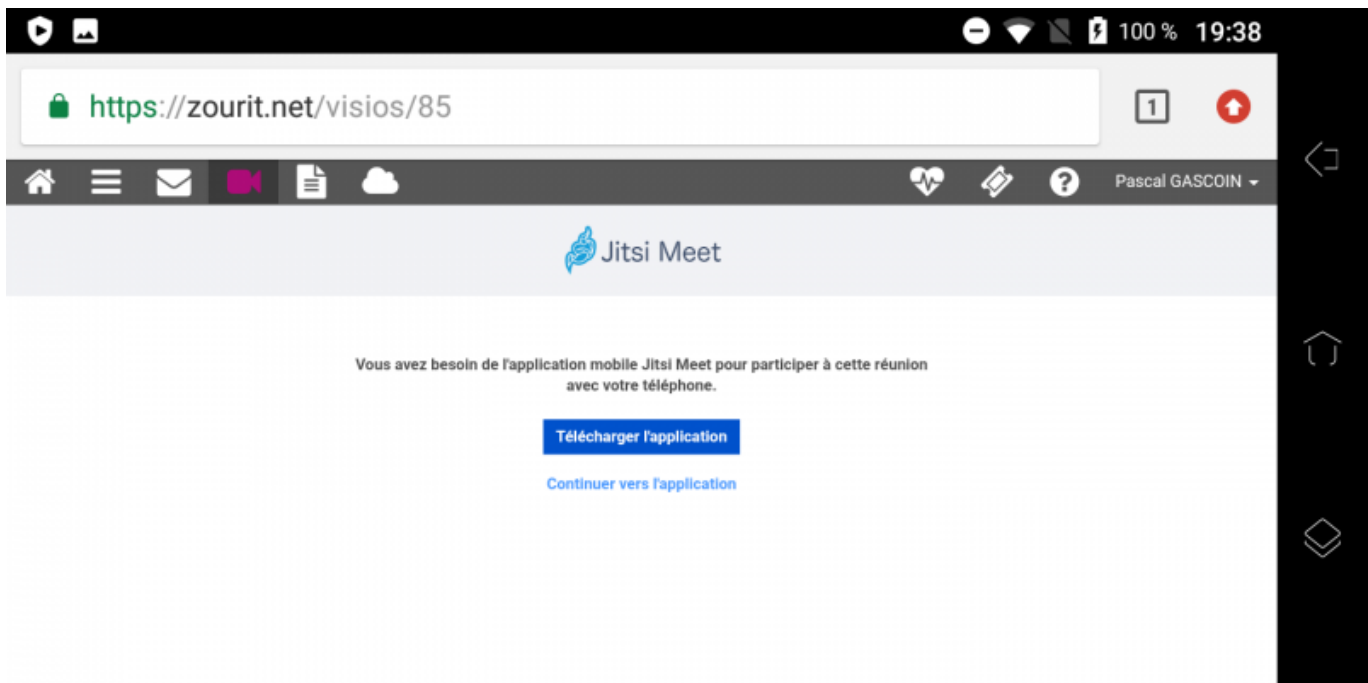 100 % 19:38
https://zourit.net/visios/85
1
Pascal GASCOIN
Jitsi Meet
Vous avez besoin de l'application mobile Jitsi Meet pour participer à cette réunion
avec votre téléphone.
Télécharger l'application
Continuer vers l'application